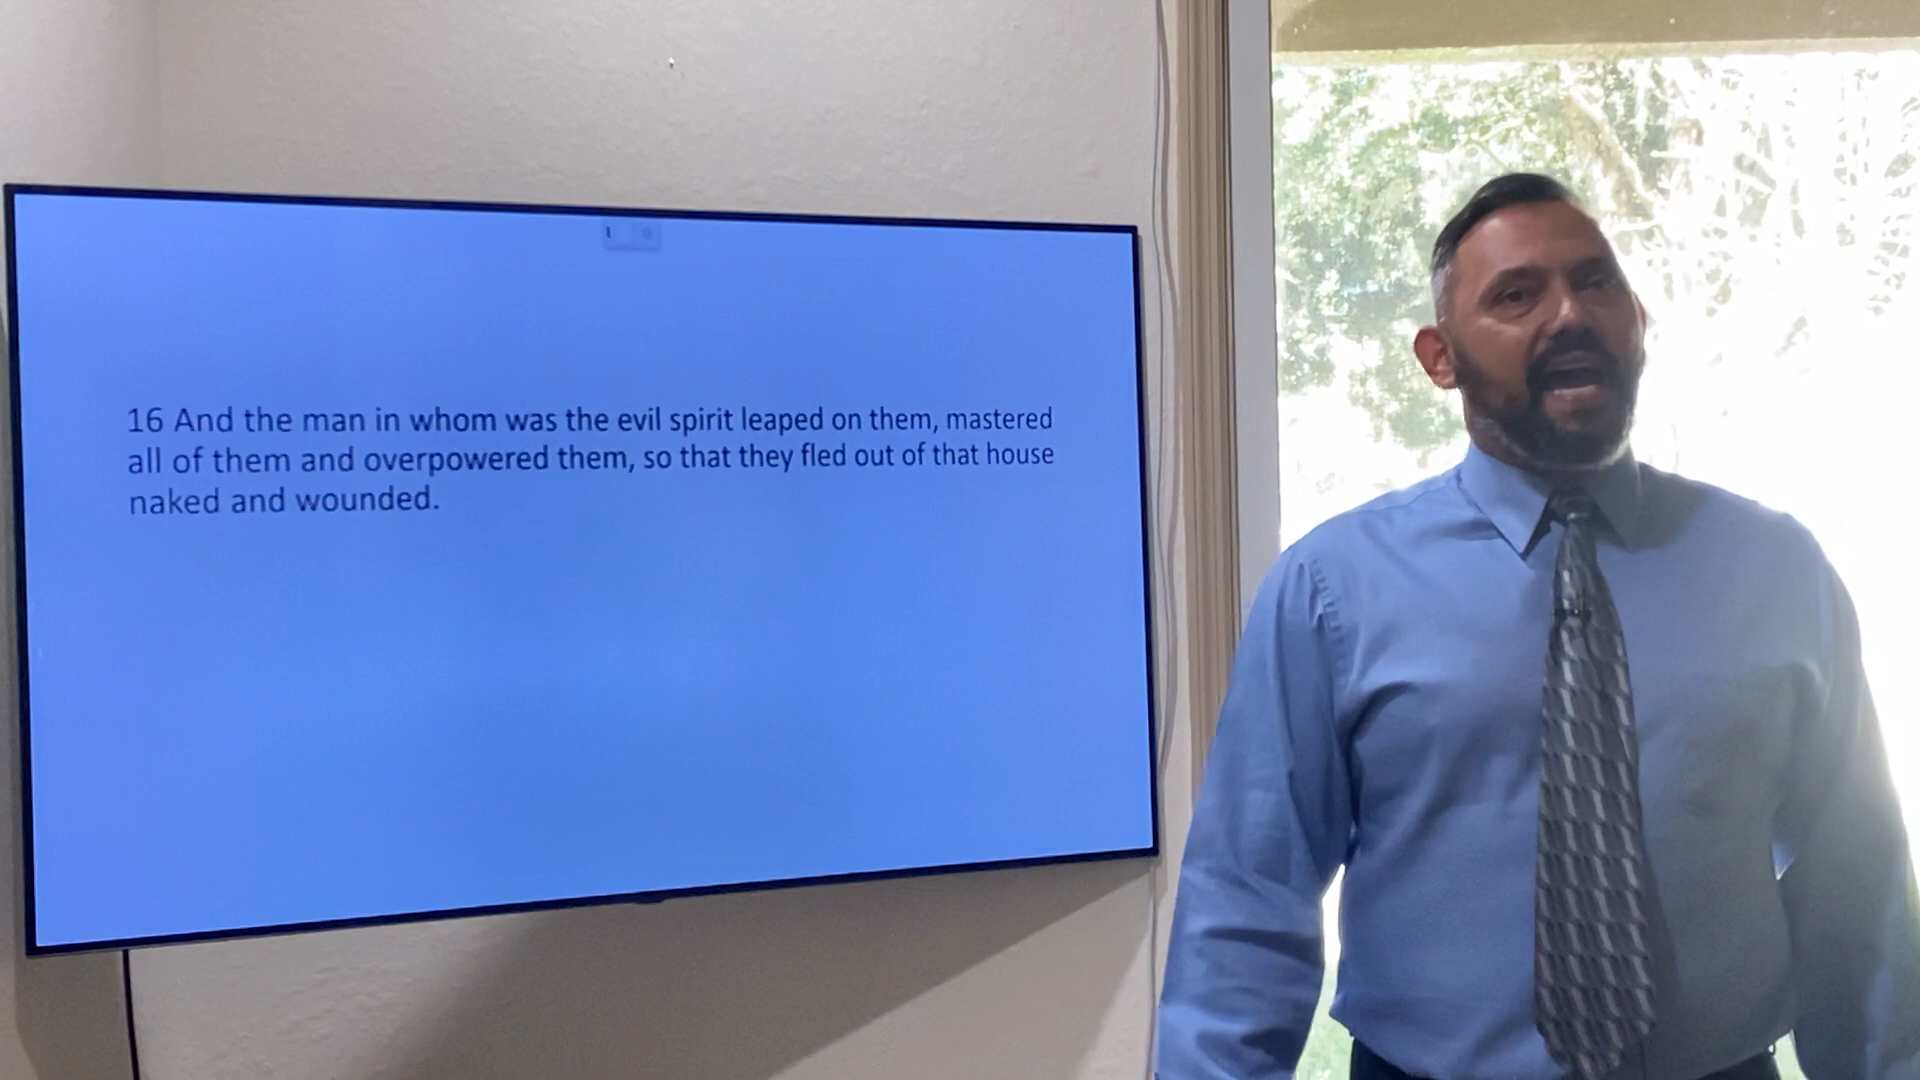 16 And the man in whom was the evil spirit leaped on them, mastered
all of them and overpowered them, so that they fled out of that house
naked and wounded.